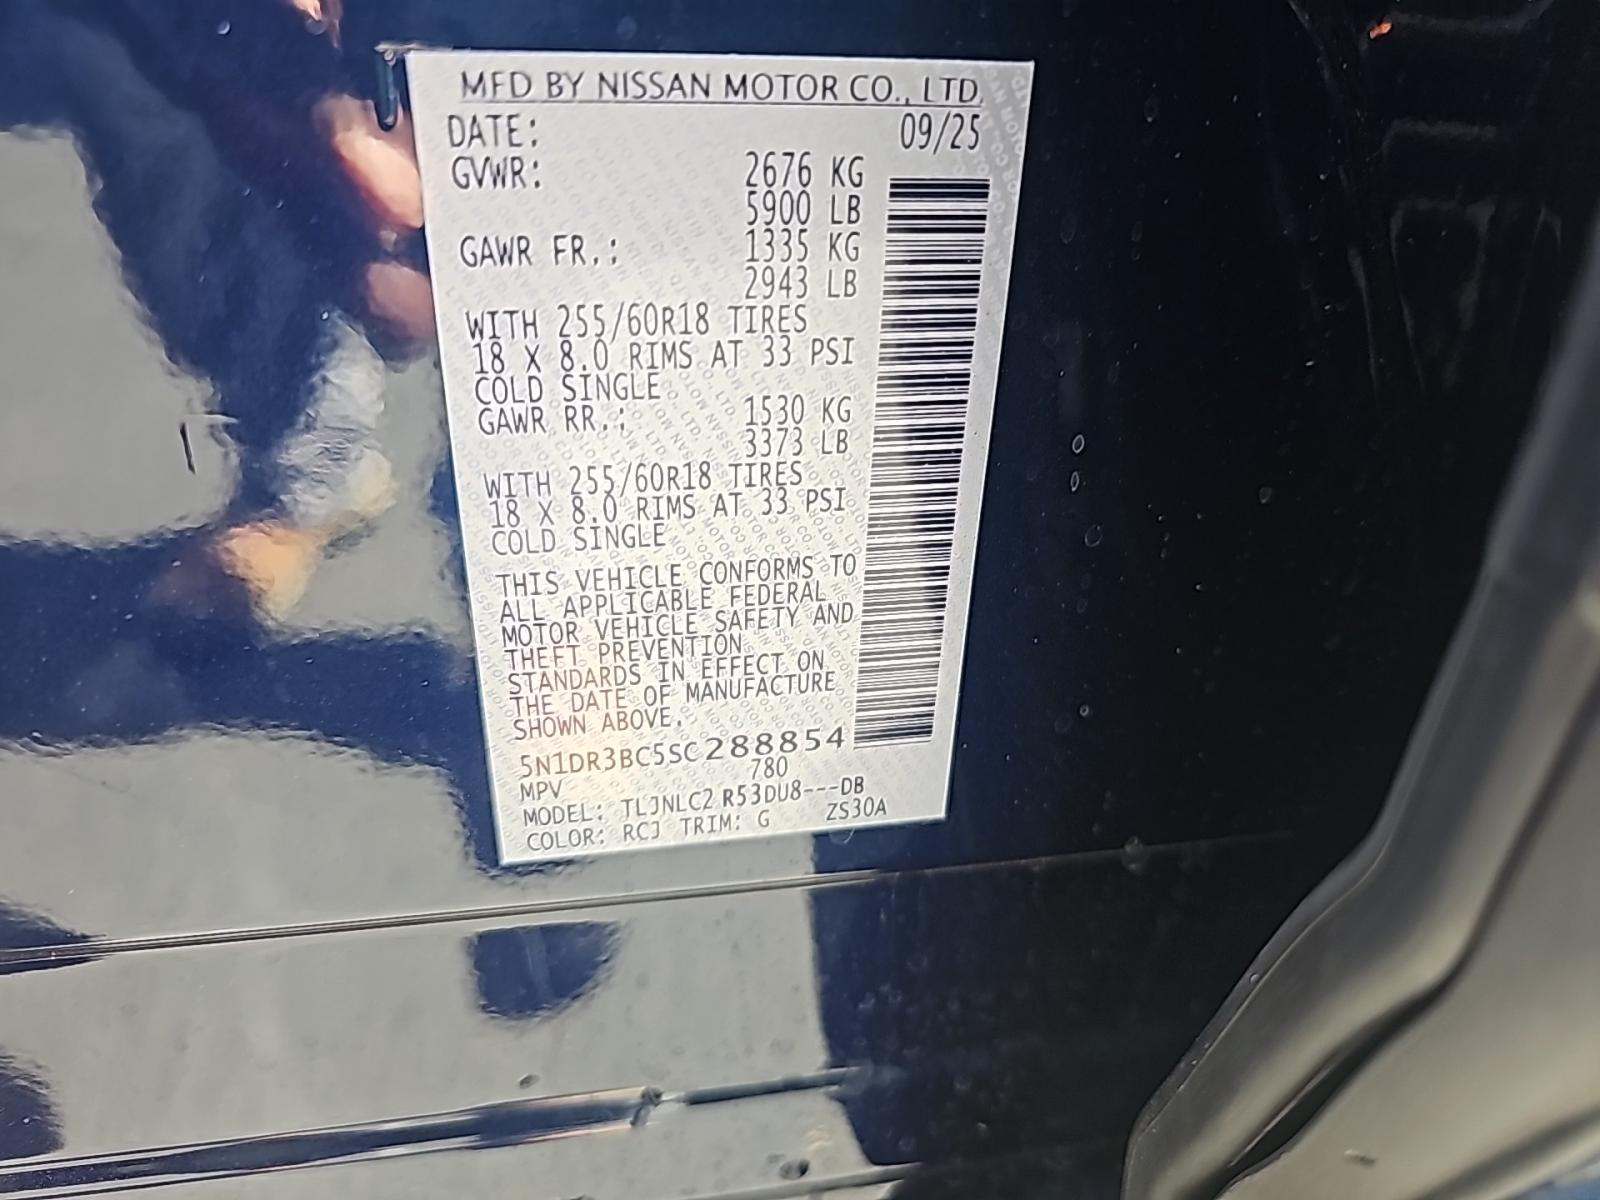 MFD BY NISSAN MOTOR CO., LTD.
DATE: 09/25
GVWR: 2676 KG
5900 LB
GAWR FR.: 1335 KG
2943 LB
WITH 255/60R18 TIRES
18 X 8.0 RIMS AT 33 PSI
COLD SINGLE
GAWR RR.: 1530 KG
3373 LB
WITH 255/60R18 TIRES
18 X 8.0 RIMS AT 33 PSI
COLD SINGLE
THIS VEHICLE CONFORMS TO
ALL APPLICABLE FEDERAL
MOTOR VEHICLE SAFETY AND
THEFT PREVENTION
STANDARDS IN EFFECT ON
THE DATE OF MANUFACTURE
SHOWN ABOVE.
5N1DR3BC5SC288854
MPV 780
MODEL: TLJNLC2 R53DU8---DB
COLOR: RCJ TRIM: G ZS30A